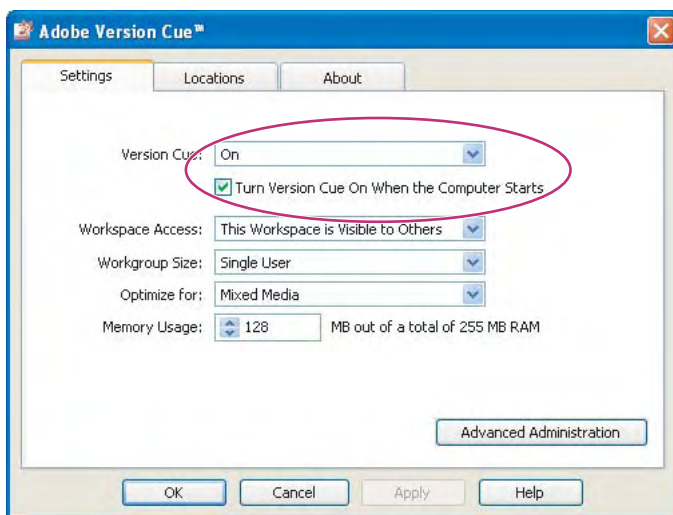 Adobe Version Cue™
Settings Locations About
Version Cue: On
Turn Version Cue On When the Computer Starts
Workspace Access: This Workspace is Visible to Others
Workgroup Size: Single User
Optimize for: Mixed Media
Memory Usage: 128 MB out of a total of 255 MB RAM
Advanced Administration
OK Cancel Apply Help